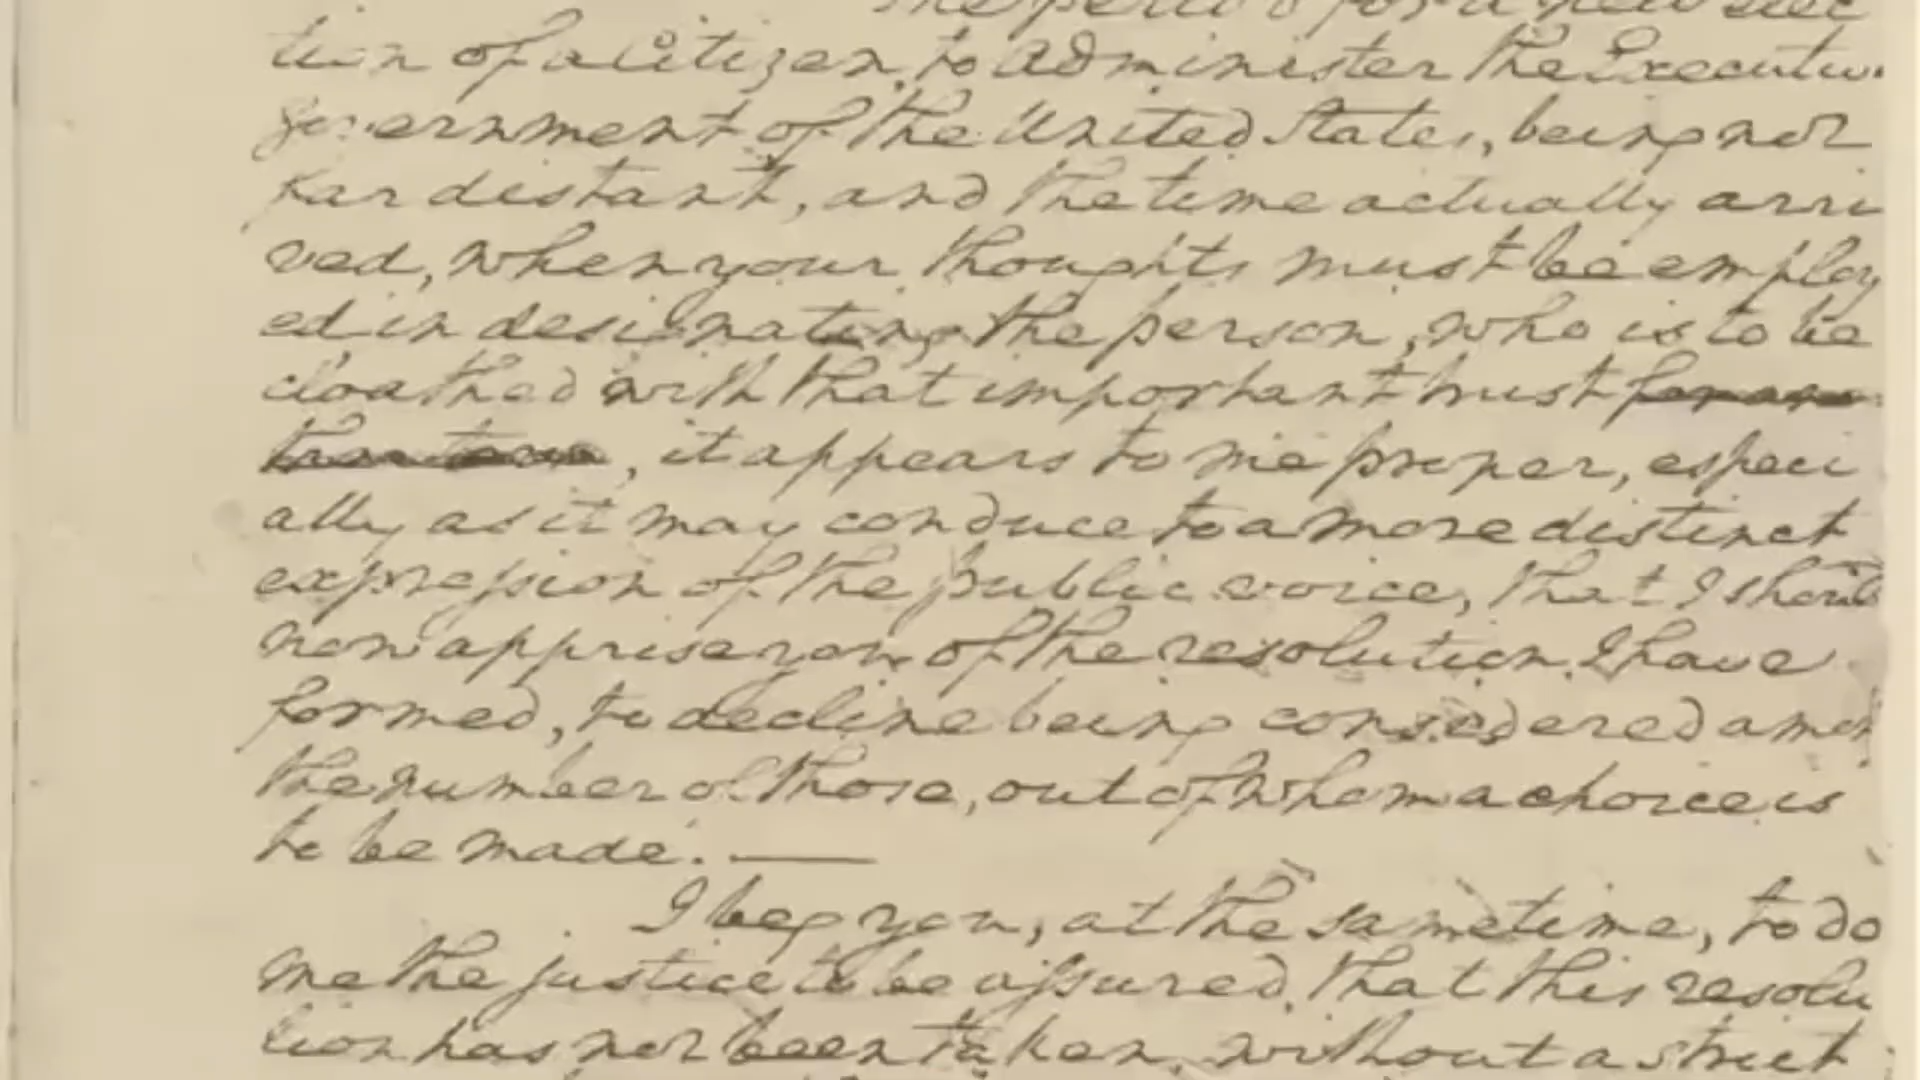 The period for a new elec
tion of a Citizen, to administer the Executive
government of the United States, being not
far distant, and the time actually arri
ved, when your thoughts must be employ
ed in designating the person, who is to be
cloathed with that important trust
, it appears to me proper, especi
ally as it may conduce to a more distinct
expression of the public voice, that I should
now apprise you of the resolution I have
formed, to decline being considered among
the number of those, out of whom a choice is
to be made. —
I beg you, at the same time, to do
me the justice to be assured, that this resolu
tion has not been taken, without a strict